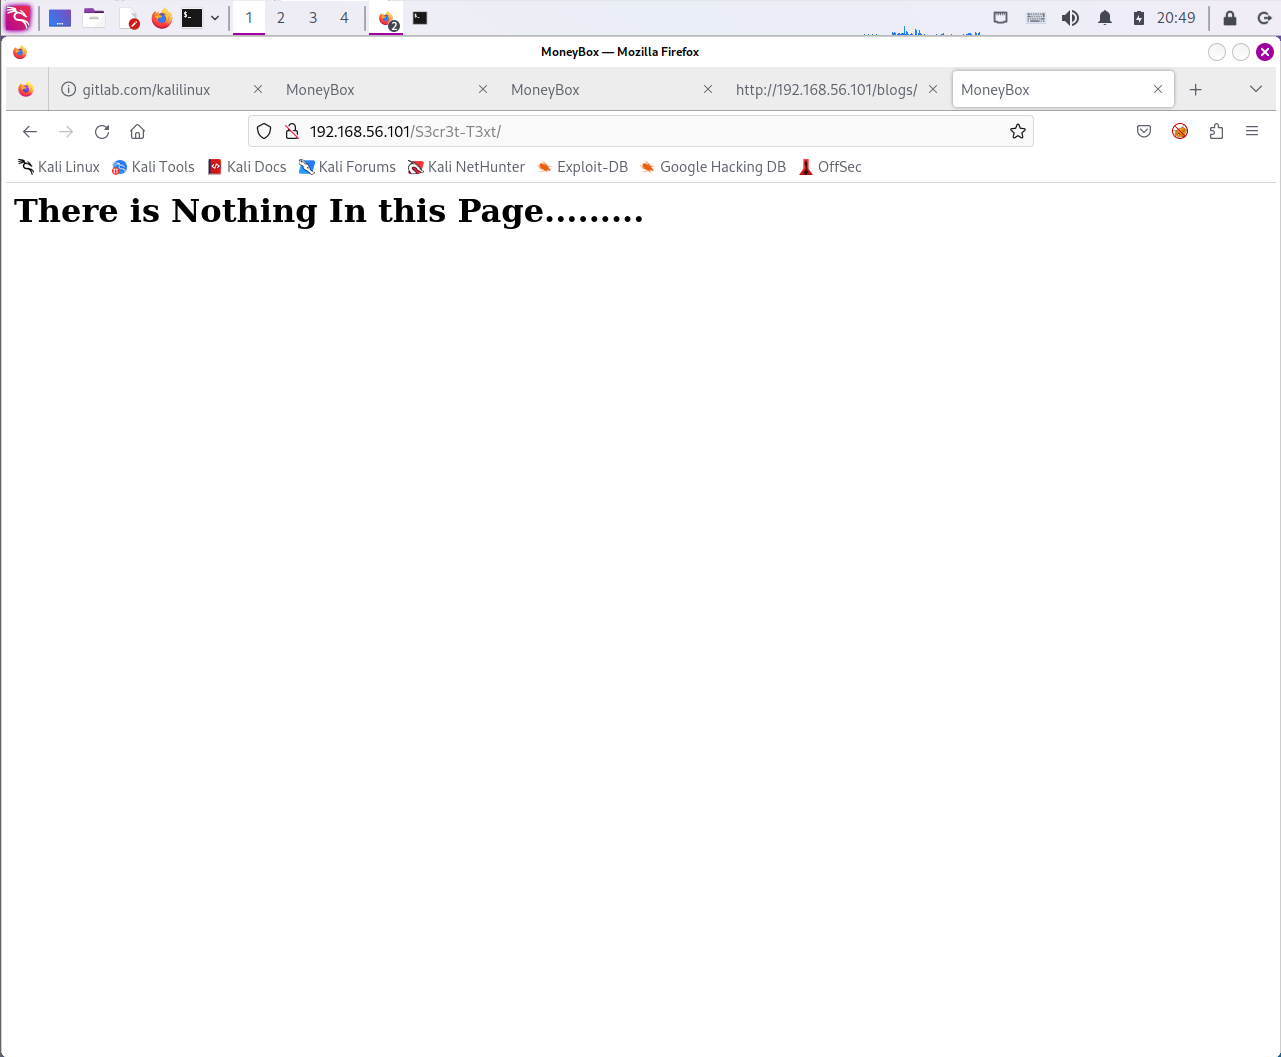 1 2 3 4 2 20:49
MoneyBox — Mozilla Firefox
gitlab.com/kalilinux MoneyBox MoneyBox http://192.168.56.101/blogs/ MoneyBox
192.168.56.101/S3cr3t-T3xt/
Kali Linux Kali Tools Kali Docs Kali Forums Kali NetHunter Exploit-DB Google Hacking DB OffSec
There is Nothing In this Page.........